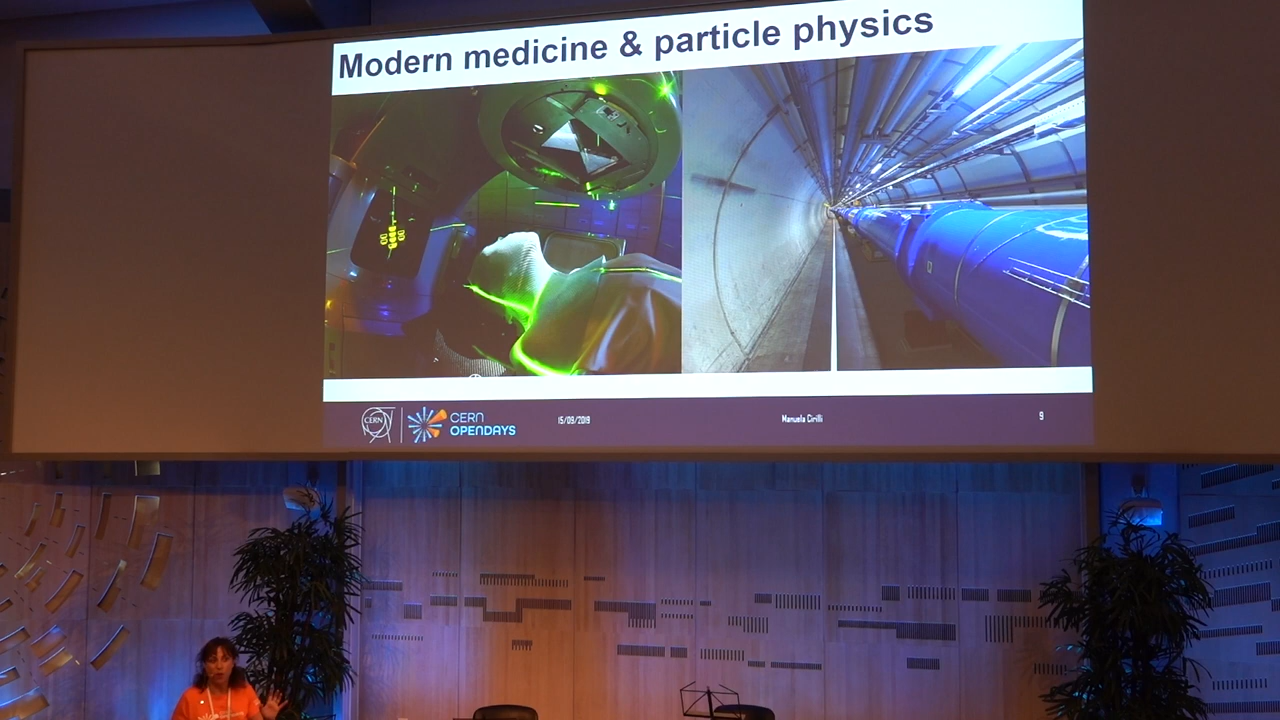 Modern medicine & particle physics
CERN
CERN
OPENDAYS
15/09/2019
Manuela Cirilli
9